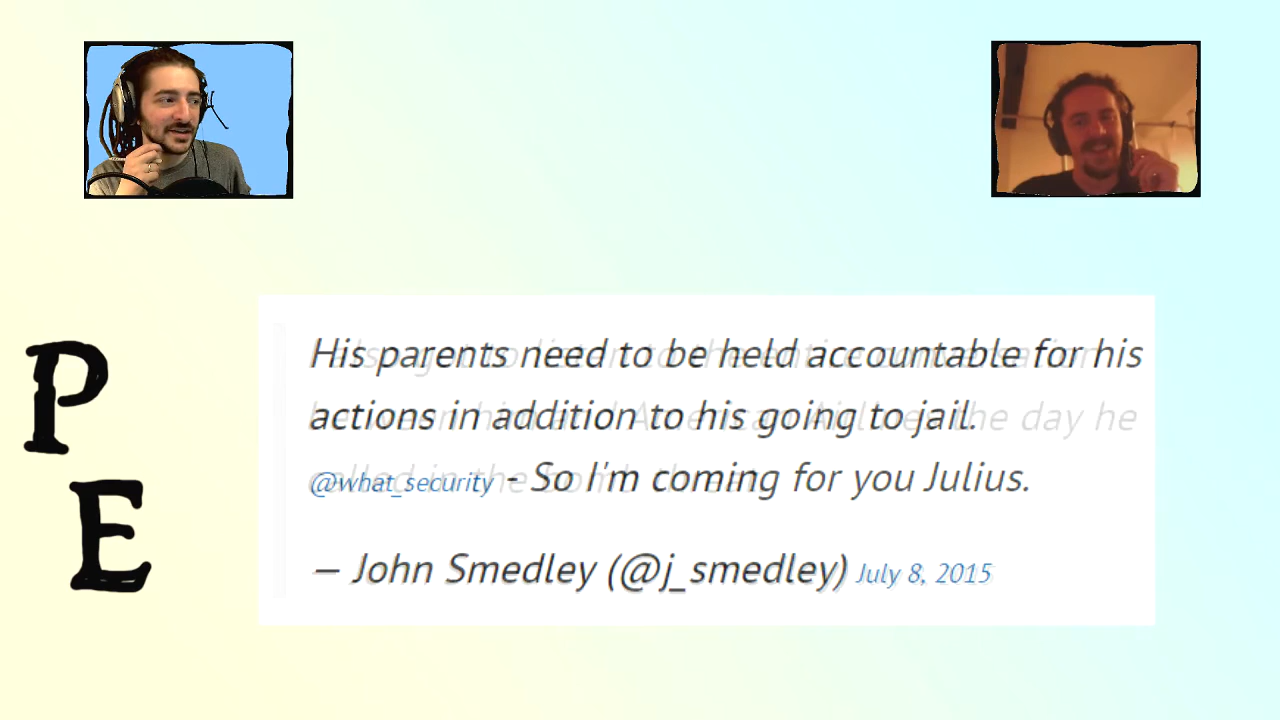 His parents need to be held accountable for his
actions in addition to his going to jail.
@what_security - So I'm coming for you Julius.
— John Smedley (@j_smedley) July 8, 2015
P
E